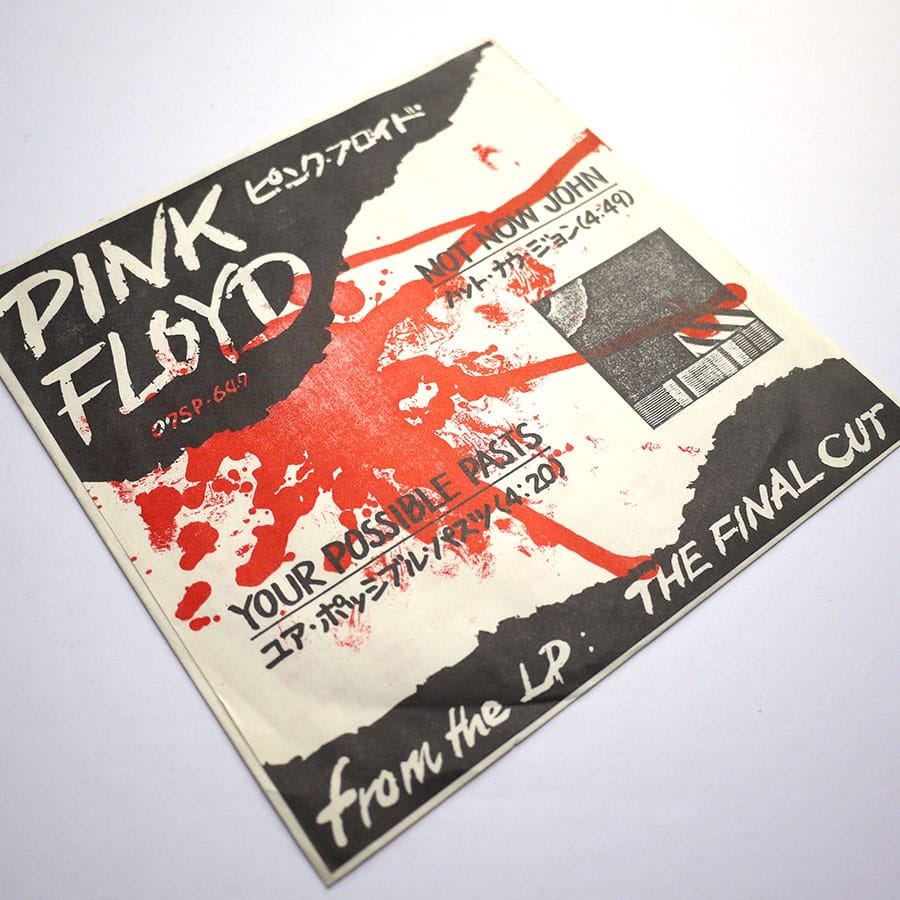 PINK
FLOYD
ピンク・フロイド
07SP・647
NOT NOW JOHN
ノット・ナウ・ジョン(4:49)
YOUR POSSIBLE PASTS
ユア・ポッシブル・パスツ(4:20)
from the LP: THE FINAL CUT